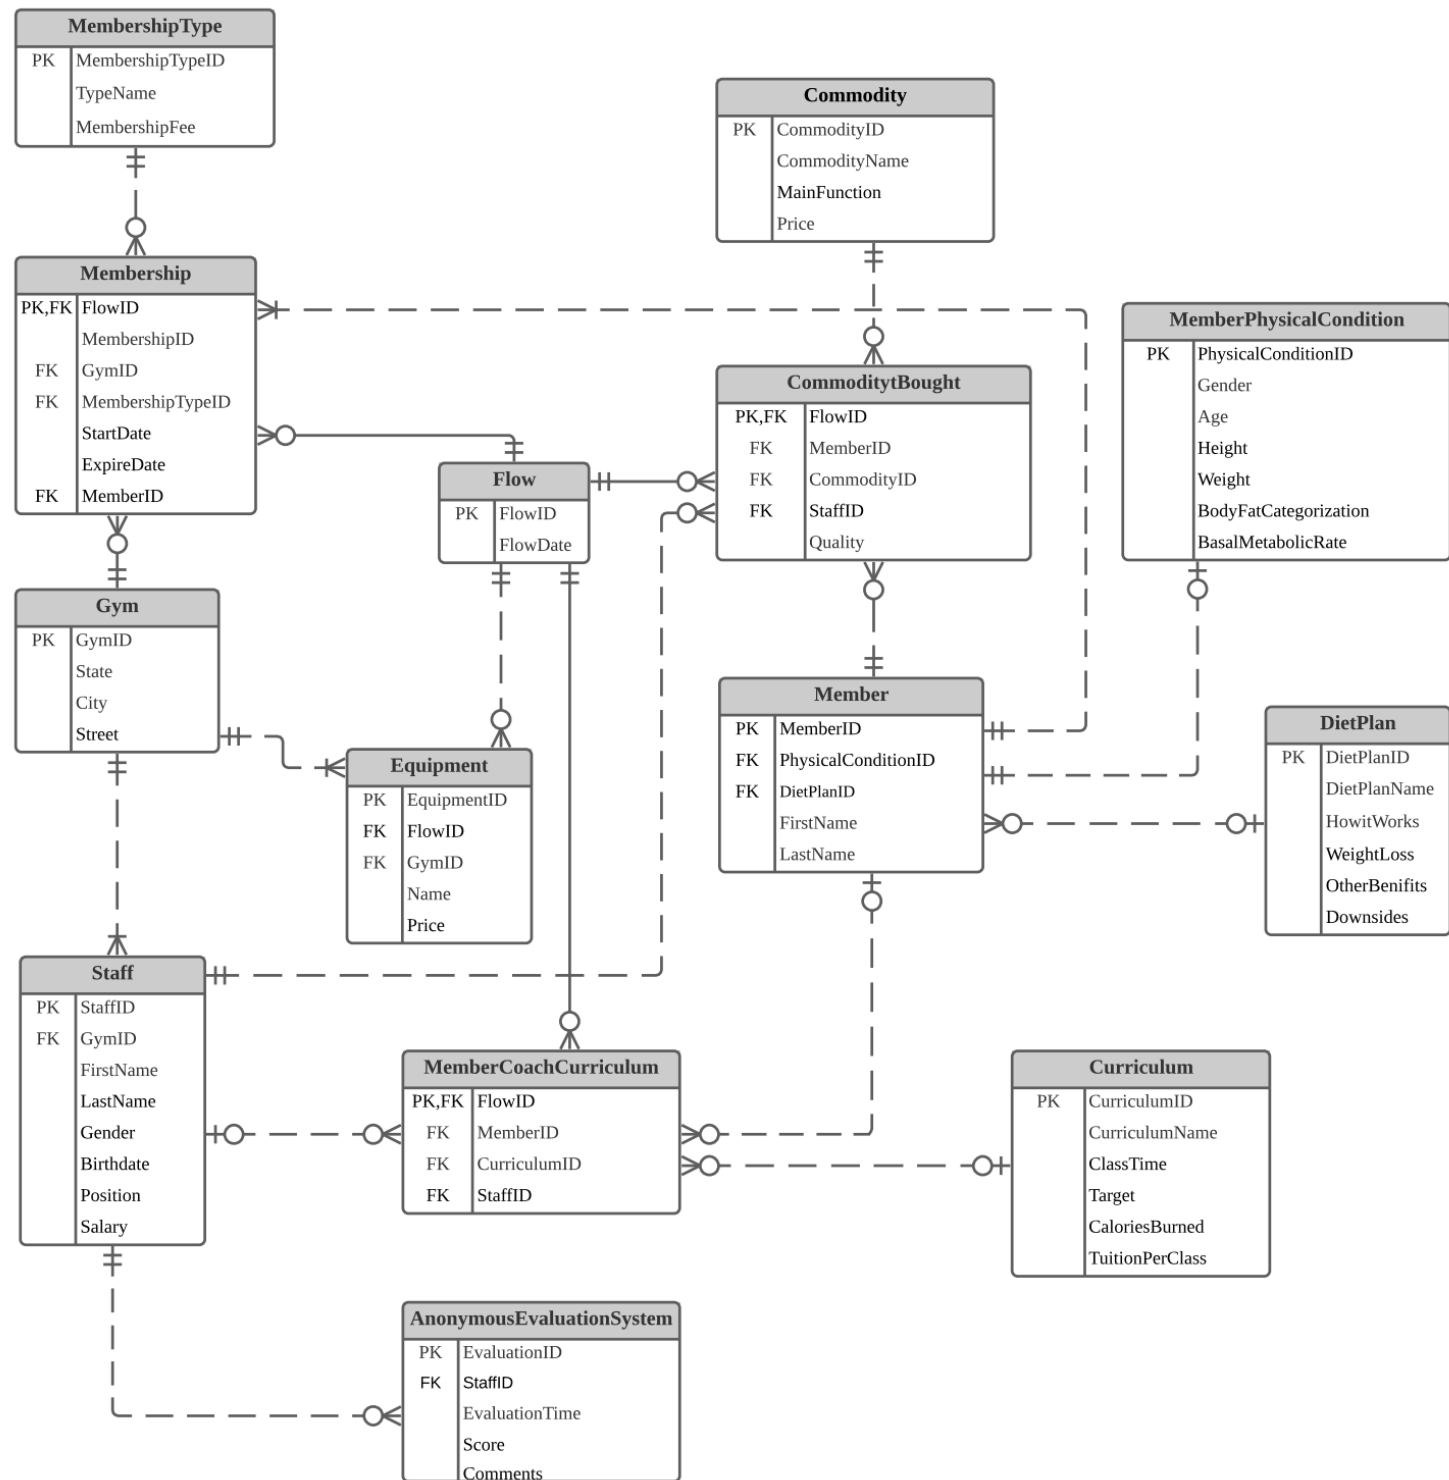 MembershipType
PK MembershipTypeID
TypeName
MembershipFee
Commodity
PK CommodityID
CommodityName
MainFunction
Price
Membership
PK,FK FlowID
MembershipID
FK GymID
FK MembershipTypeID
StartDate
ExpireDate
FK MemberID
MemberPhysicalCondition
PK PhysicalConditionID
Gender
Age
Height
Weight
BodyFatCategorization
BasalMetabolicRate
CommoditytBought
PK,FK FlowID
FK MemberID
FK CommodityID
FK StaffID
Quality
Flow
PK FlowID
FlowDate
Gym
PK GymID
State
City
Street
Member
PK MemberID
FK PhysicalConditionID
FK DietPlanID
FirstName
LastName
DietPlan
PK DietPlanID
DietPlanName
HowitWorks
WeightLoss
OtherBenifits
Downsides
Equipment
PK EquipmentID
FK FlowID
FK GymID
Name
Price
Staff
PK StaffID
FK GymID
FirstName
LastName
Gender
Birthdate
Position
Salary
MemberCoachCurriculum
PK,FK FlowID
FK MemberID
FK CurriculumID
FK StaffID
Curriculum
PK CurriculumID
CurriculumName
ClassTime
Target
CaloriesBurned
TuitionPerClass
AnonymousEvaluationSystem
PK EvaluationID
FK StaffID
EvaluationTime
Score
Comments